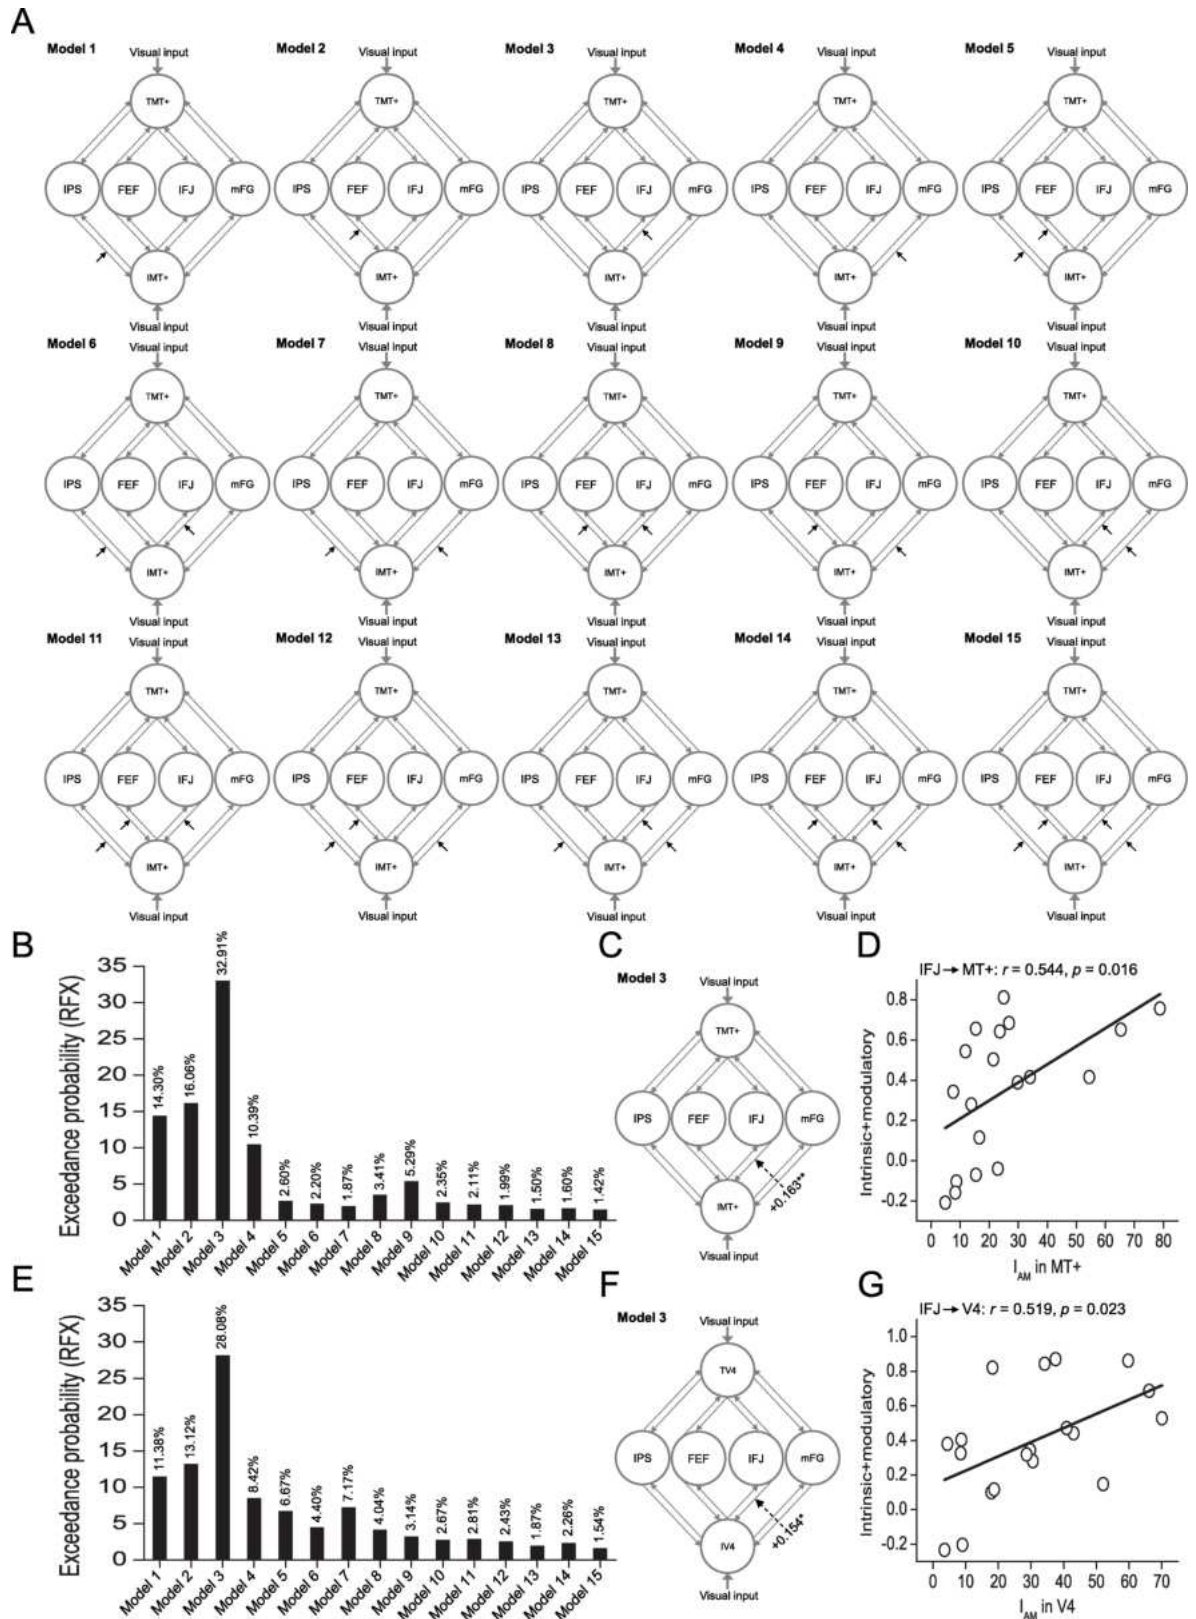 A
Model 1 Visual input Model 2 Visual input Model 3 Visual input Model 4 Visual input Model 5 Visual input
TMT+ TMT+ TMT+ TMT+ TMT+
IPS FEF IFJ mFG IPS FEF IFJ mFG IPS FEF IFJ mFG IPS FEF IFJ mFG IPS FEF IFJ mFG
IMT+ IMT+ IMT+ IMT+ IMT+
Visual input Visual input Visual input Visual input Visual input
Model 6 Visual input Model 7 Visual input Model 8 Visual input Model 9 Visual input Model 10 Visual input
TMT+ TMT+ TMT+ TMT+ TMT+
IPS FEF IFJ mFG IPS FEF IFJ mFG IPS FEF IFJ mFG IPS FEF IFJ mFG IPS FEF IFJ mFG
IMT+ IMT+ IMT+ IMT+ IMT+
Visual input Visual input Visual input Visual input Visual input
Model 11 Visual input Model 12 Visual input Model 13 Visual input Model 14 Visual input Model 15 Visual input
TMT+ TMT+ TMT+ TMT+ TMT+
IPS FEF IFJ mFG IPS FEF IFJ mFG IPS FEF IFJ mFG IPS FEF IFJ mFG IPS FEF IFJ mFG
IMT+ IMT+ IMT+ IMT+ IMT+
Visual input Visual input Visual input Visual input Visual input
B
Exceedance probability (RFX)
35
30
25
20
15
10
5
0
14.30% 16.06% 32.91% 10.39% 2.60% 2.20% 1.87% 3.41% 5.29% 2.35% 2.11% 1.99% 1.50% 1.60% 1.42%
Model 1 Model 2 Model 3 Model 4 Model 5 Model 6 Model 7 Model 8 Model 9 Model 10 Model 11 Model 12 Model 13 Model 14 Model 15
C
Model 3
Visual input
TMT+
IPS FEF IFJ mFG
+0.163**
IMT+
Visual input
D
IFJ→MT+: r = 0.544, p = 0.016
Intrinsic+modulatory
0.8
0.6
0.4
0.2
0.0
-0.2
0 10 20 30 40 50 60 70 80
I_AM in MT+
E
Exceedance probability (RFX)
35
30
25
20
15
10
5
0
11.38% 13.12% 28.08% 8.42% 6.67% 4.40% 7.17% 4.04% 3.14% 2.67% 2.81% 2.43% 1.87% 2.26% 1.54%
Model 1 Model 2 Model 3 Model 4 Model 5 Model 6 Model 7 Model 8 Model 9 Model 10 Model 11 Model 12 Model 13 Model 14 Model 15
F
Model 3
Visual input
TV4
IPS FEF IFJ mFG
+0.154*
IV4
Visual input
G
IFJ→V4: r = 0.519, p = 0.023
Intrinsic+modulatory
1.0
0.8
0.6
0.4
0.2
0.0
-0.2
0 10 20 30 40 50 60 70
I_AM in V4